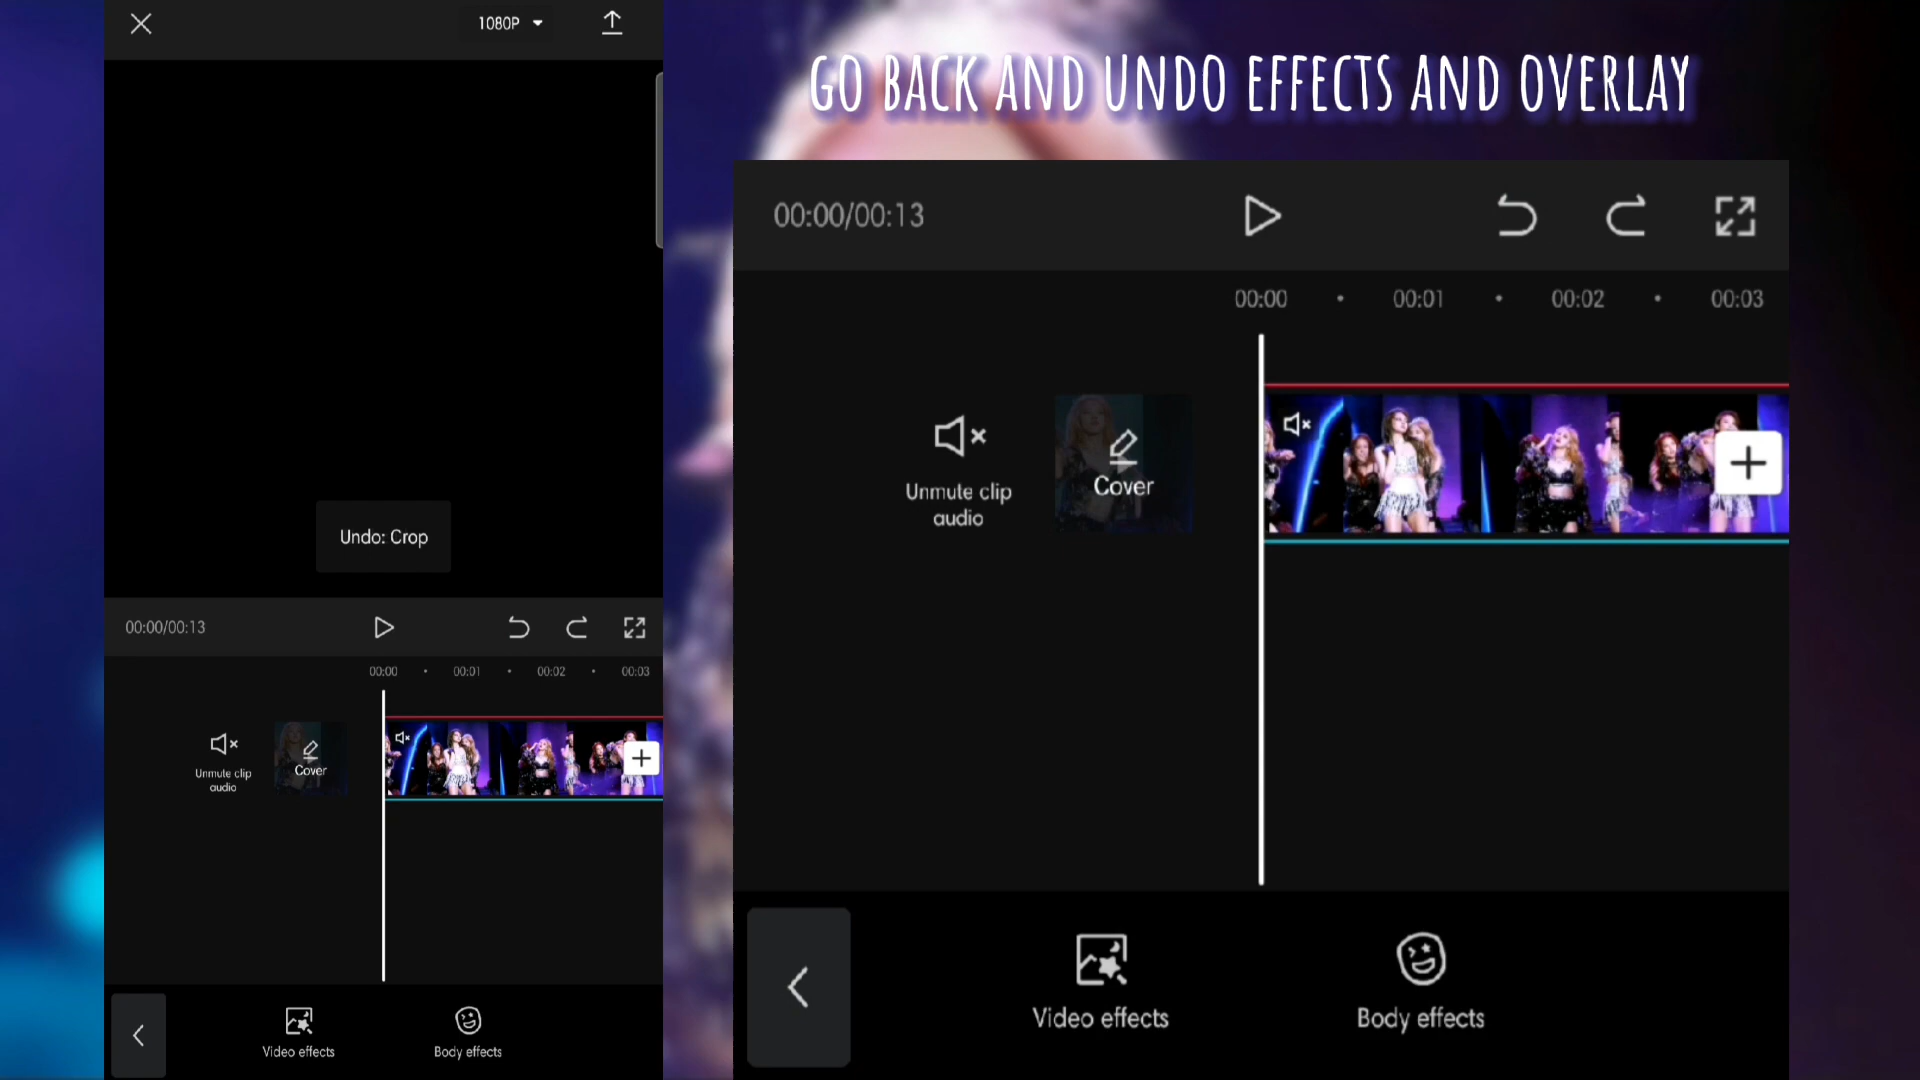 1080P
Undo: Crop
00:00/00:13
00:00 00:01 00:02 00:03
Unmute clip
audio
Cover
Video effects
Body effects
GO BACK AND UNDO EFFECTS AND OVERLAY
00:00/00:13
00:00 00:01 00:02 00:03
Unmute clip
audio
Cover
Video effects
Body effects